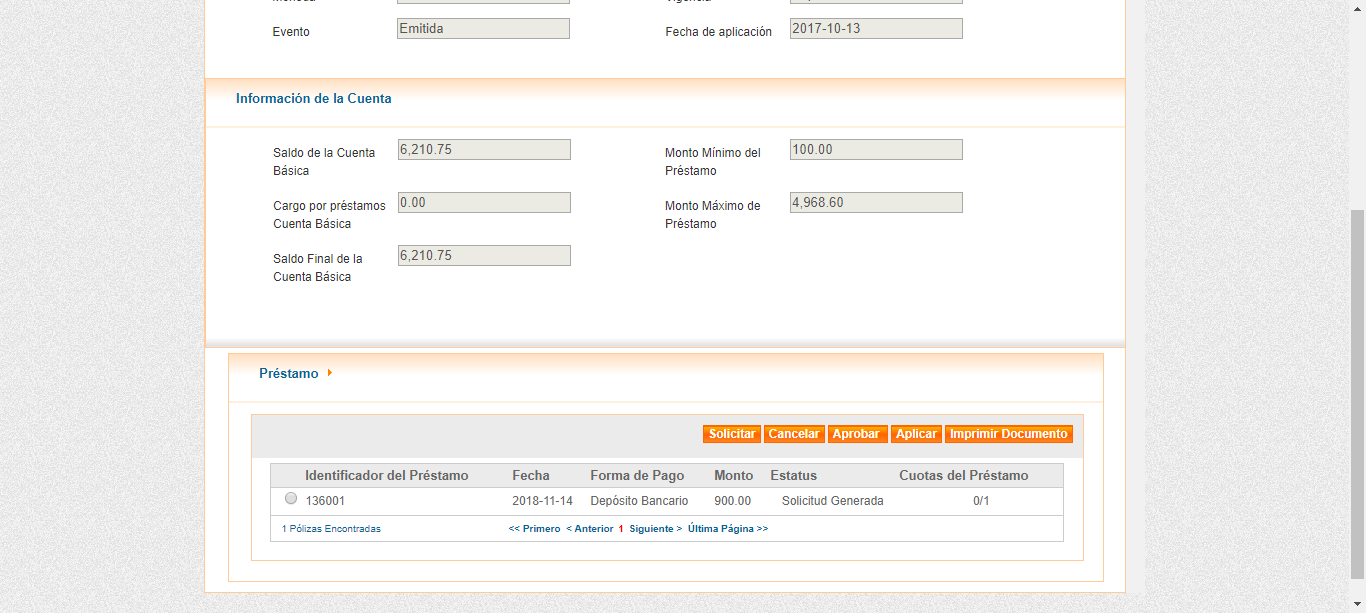 Evento Emitida Fecha de aplicación 2017-10-13
Información de la Cuenta
Saldo de la Cuenta Básica 6,210.75 Monto Mínimo del Préstamo 100.00
Cargo por préstamos Cuenta Básica 0.00 Monto Máximo de Préstamo 4,968.60
Saldo Final de la Cuenta Básica 6,210.75
Préstamo
Solicitar Cancelar Aprobar Aplicar Imprimir Documento
Identificador del Préstamo Fecha Forma de Pago Monto Estatus Cuotas del Préstamo
136001 2018-11-14 Depósito Bancario 900.00 Solicitud Generada 0/1
1 Pólizas Encontradas << Primero < Anterior 1 Siguiente > Última Página >>